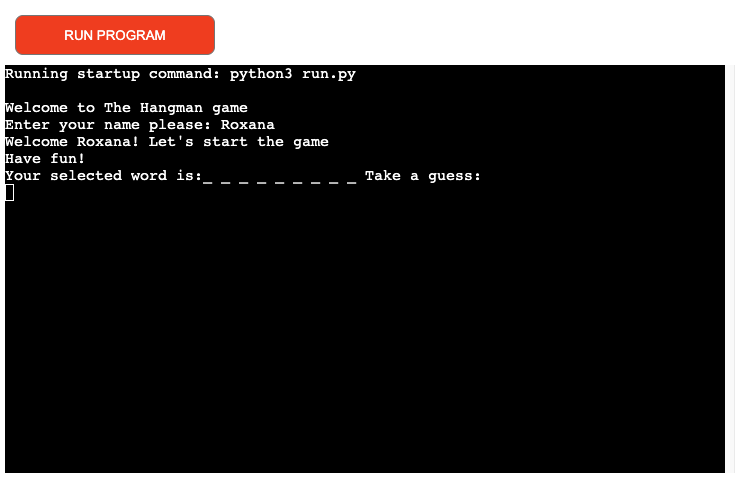 RUN PROGRAM
Running startup command: python3 run.py
Welcome to The Hangman game
Enter your name please: Roxana
Welcome Roxana! Let's start the game
Have fun!
Your selected word is:_ _ _ _ _ _ _ _ _ Take a guess: